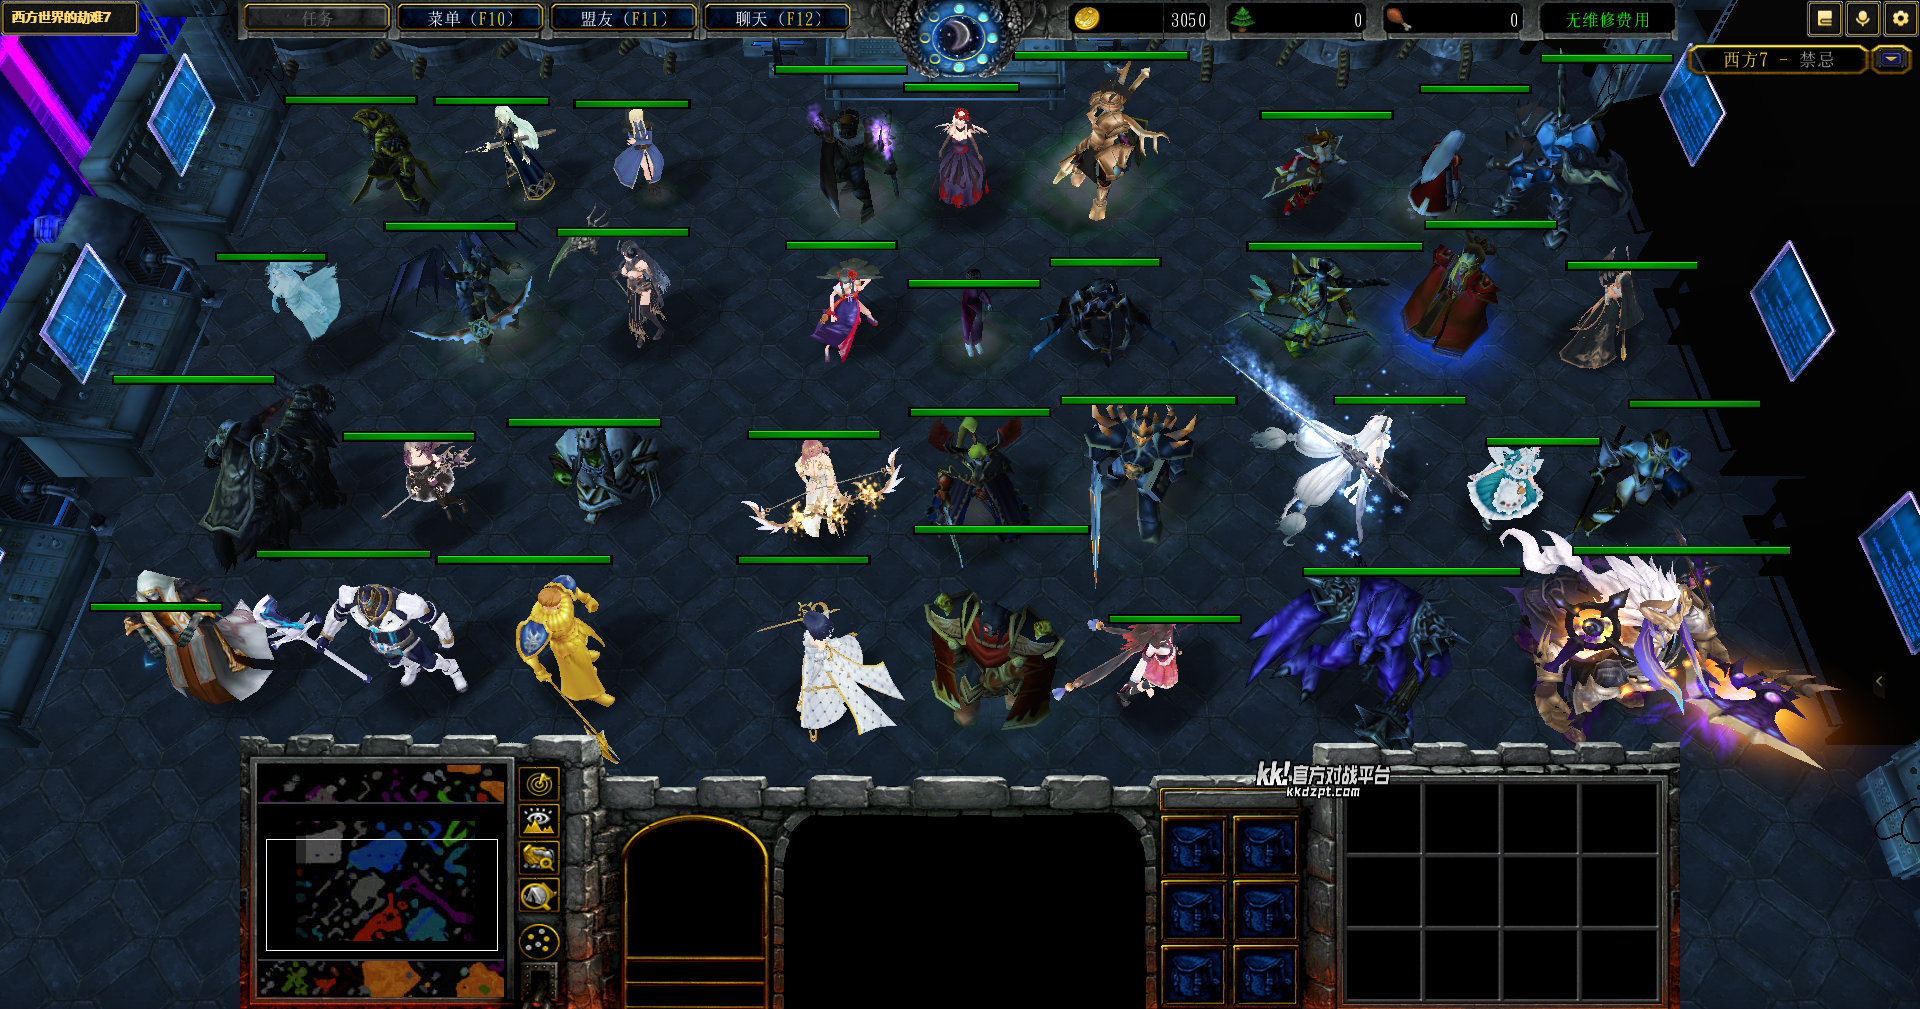 西方世界的劫难7
任务
菜单 (F10)
盟友 (F11)
聊天 (F12)
3050
0
0
无维修费用
西方7 - 禁忌
kk!官方对战平台
kkdzpt.com